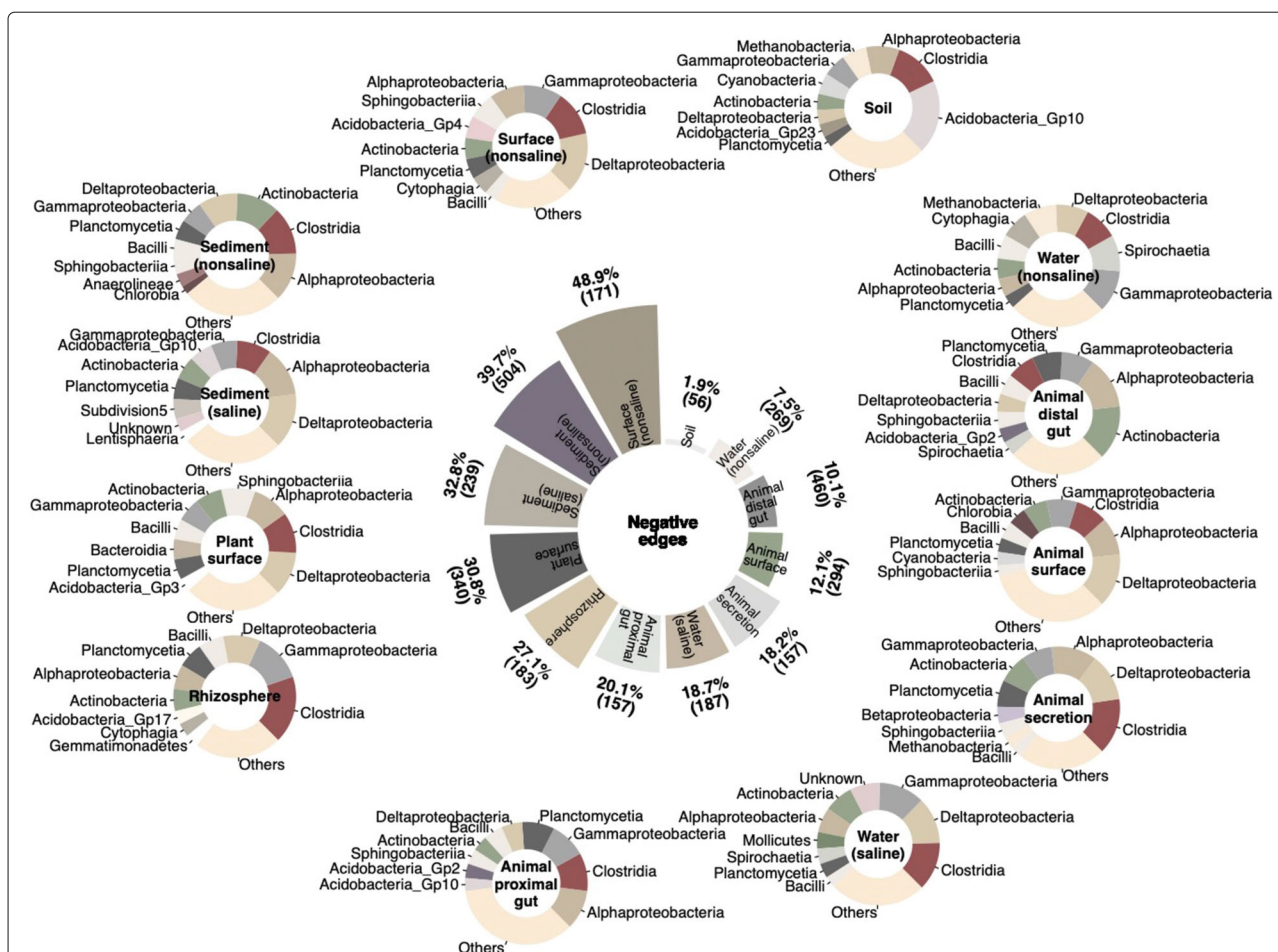 Methanobacteria
Gammaproteobacteria
Cyanobacteria
Actinobacteria
Deltaproteobacteria
Acidobacteria_Gp23
Planctomycetia
Others
Alphaproteobacteria
Clostridia
Acidobacteria_Gp10
Soil
Alphaproteobacteria
Sphingobacteriia
Acidobacteria_Gp4
Actinobacteria
Planctomycetia
Cytophagia
Bacilli
Others
Gammaproteobacteria
Clostridia
Deltaproteobacteria
Surface
(nonsaline)
Deltaproteobacteria
Gammaproteobacteria
Planctomycetia
Bacilli
Sphingobacteriia
Anaerolineae
Chlorobia
Others
Actinobacteria
Clostridia
Alphaproteobacteria
Sediment
(nonsaline)
Methanobacteria
Cytophagia
Bacilli
Actinobacteria
Alphaproteobacteria
Planctomycetia
Others
Deltaproteobacteria
Clostridia
Spirochaetia
Gammaproteobacteria
Water
(nonsaline)
Gammaproteobacteria
Acidobacteria_Gp10
Actinobacteria
Planctomycetia
Subdivision5
Unknown
Lentisphaeria
Others
Clostridia
Alphaproteobacteria
Deltaproteobacteria
Sediment
(saline)
Planctomycetia
Clostridia
Bacilli
Deltaproteobacteria
Sphingobacteriia
Acidobacteria_Gp2
Spirochaetia
Others
Gammaproteobacteria
Alphaproteobacteria
Actinobacteria
Animal
distal
gut
Actinobacteria
Gammaproteobacteria
Bacilli
Bacteroidia
Planctomycetia
Acidobacteria_Gp3
Others
Sphingobacteriia
Alphaproteobacteria
Clostridia
Deltaproteobacteria
Plant
surface
Actinobacteria
Chlorobia
Bacilli
Planctomycetia
Cyanobacteria
Sphingobacteriia
Others
Gammaproteobacteria
Clostridia
Alphaproteobacteria
Deltaproteobacteria
Animal
surface
Bacilli
Planctomycetia
Alphaproteobacteria
Actinobacteria
Acidobacteria_Gp17
Cytophagia
Gemmatimonadetes
Others
Deltaproteobacteria
Gammaproteobacteria
Clostridia
Rhizosphere
Gammaproteobacteria
Actinobacteria
Planctomycetia
Betaproteobacteria
Sphingobacteriia
Methanobacteria
Bacilli
Others
Alphaproteobacteria
Deltaproteobacteria
Clostridia
Animal
secretion
Deltaproteobacteria
Bacilli
Actinobacteria
Sphingobacteriia
Acidobacteria_Gp2
Acidobacteria_Gp10
Others
Planctomycetia
Gammaproteobacteria
Clostridia
Alphaproteobacteria
Animal
proximal
gut
Unknown
Actinobacteria
Alphaproteobacteria
Mollicutes
Spirochaetia
Planctomycetia
Bacilli
Others
Gammaproteobacteria
Deltaproteobacteria
Clostridia
Water
(saline)
Negative
edges
48.9%
(171)
Surface
(nonsaline)
1.9%
(56)
Soil
7.5%
(269)
Water
(nonsaline)
10.1%
(460)
Animal
distal
gut
12.1%
(294)
Animal
surface
18.2%
(157)
Animal
secretion
18.7%
(187)
Water
(saline)
20.1%
(157)
Animal
proximal
gut
27.1%
(183)
Rhizosphere
30.8%
(340)
Plant
surface
32.8%
(239)
Sediment
(saline)
39.7%
(504)
Sediment
(nonsaline)